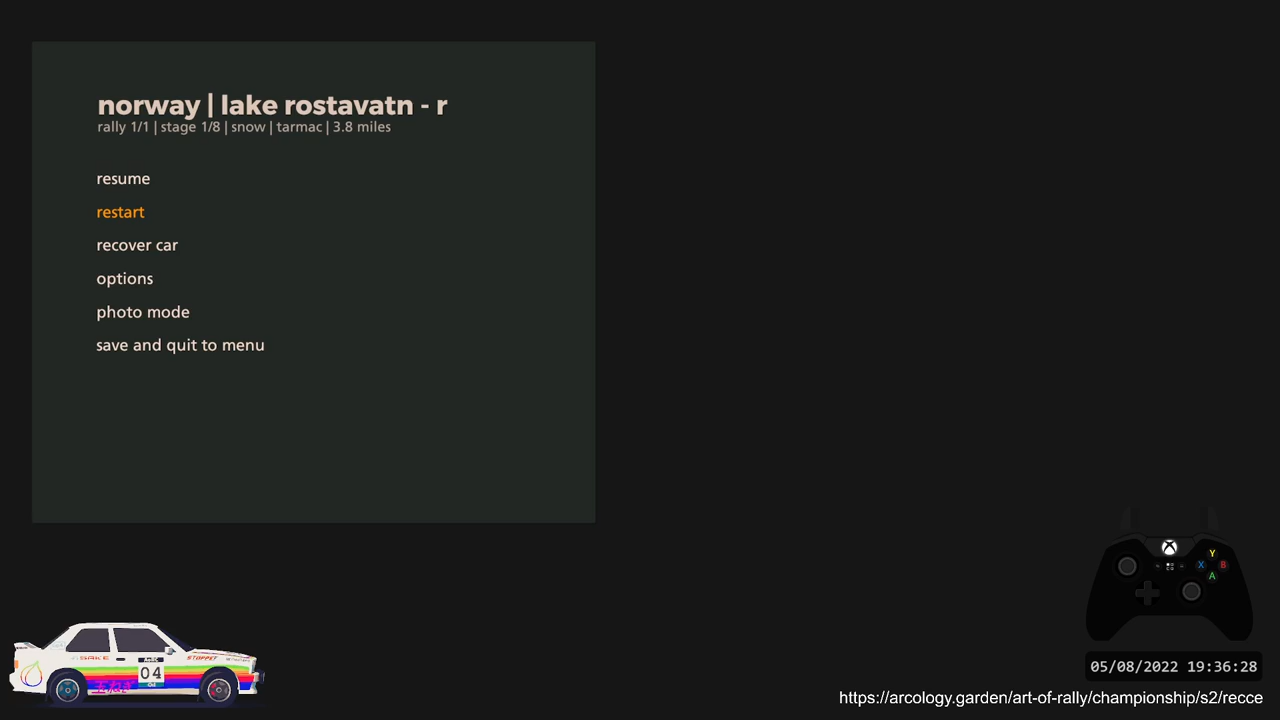 norway | lake rostavatn - r
rally 1/1 | stage 1/8 | snow | tarmac | 3.8 miles
resume
restart
recover car
options
photo mode
save and quit to menu
Y
X B
A
SAKE
STOPPET
04
05/08/2022 19:36:28
https://arcology.garden/art-of-rally/championship/s2/recce